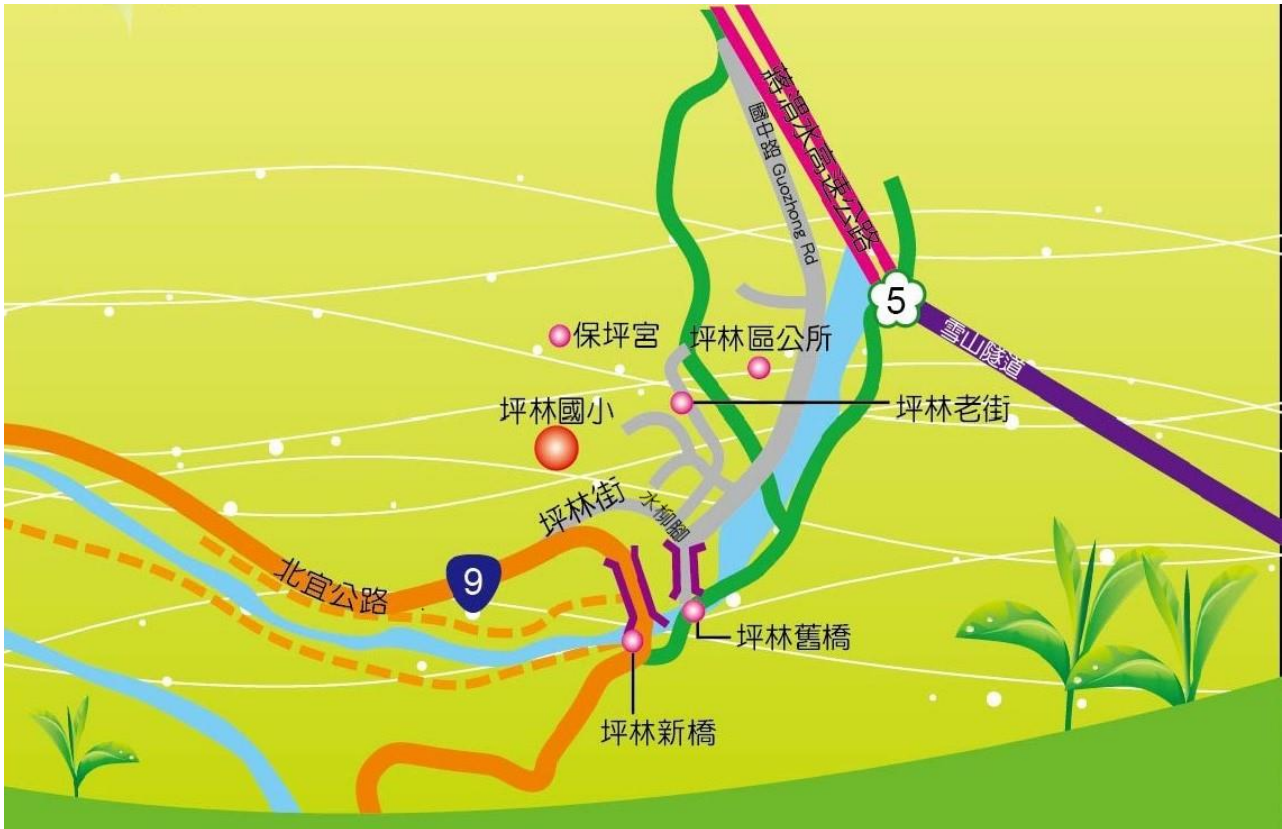 蔣渭水高速公路
國中路 Guozhong Rd
5
雪山隧道
保坪宮
坪林區公所
坪林老街
坪林國小
坪林街
水柳腳
北宜公路
9
坪林舊橋
坪林新橋